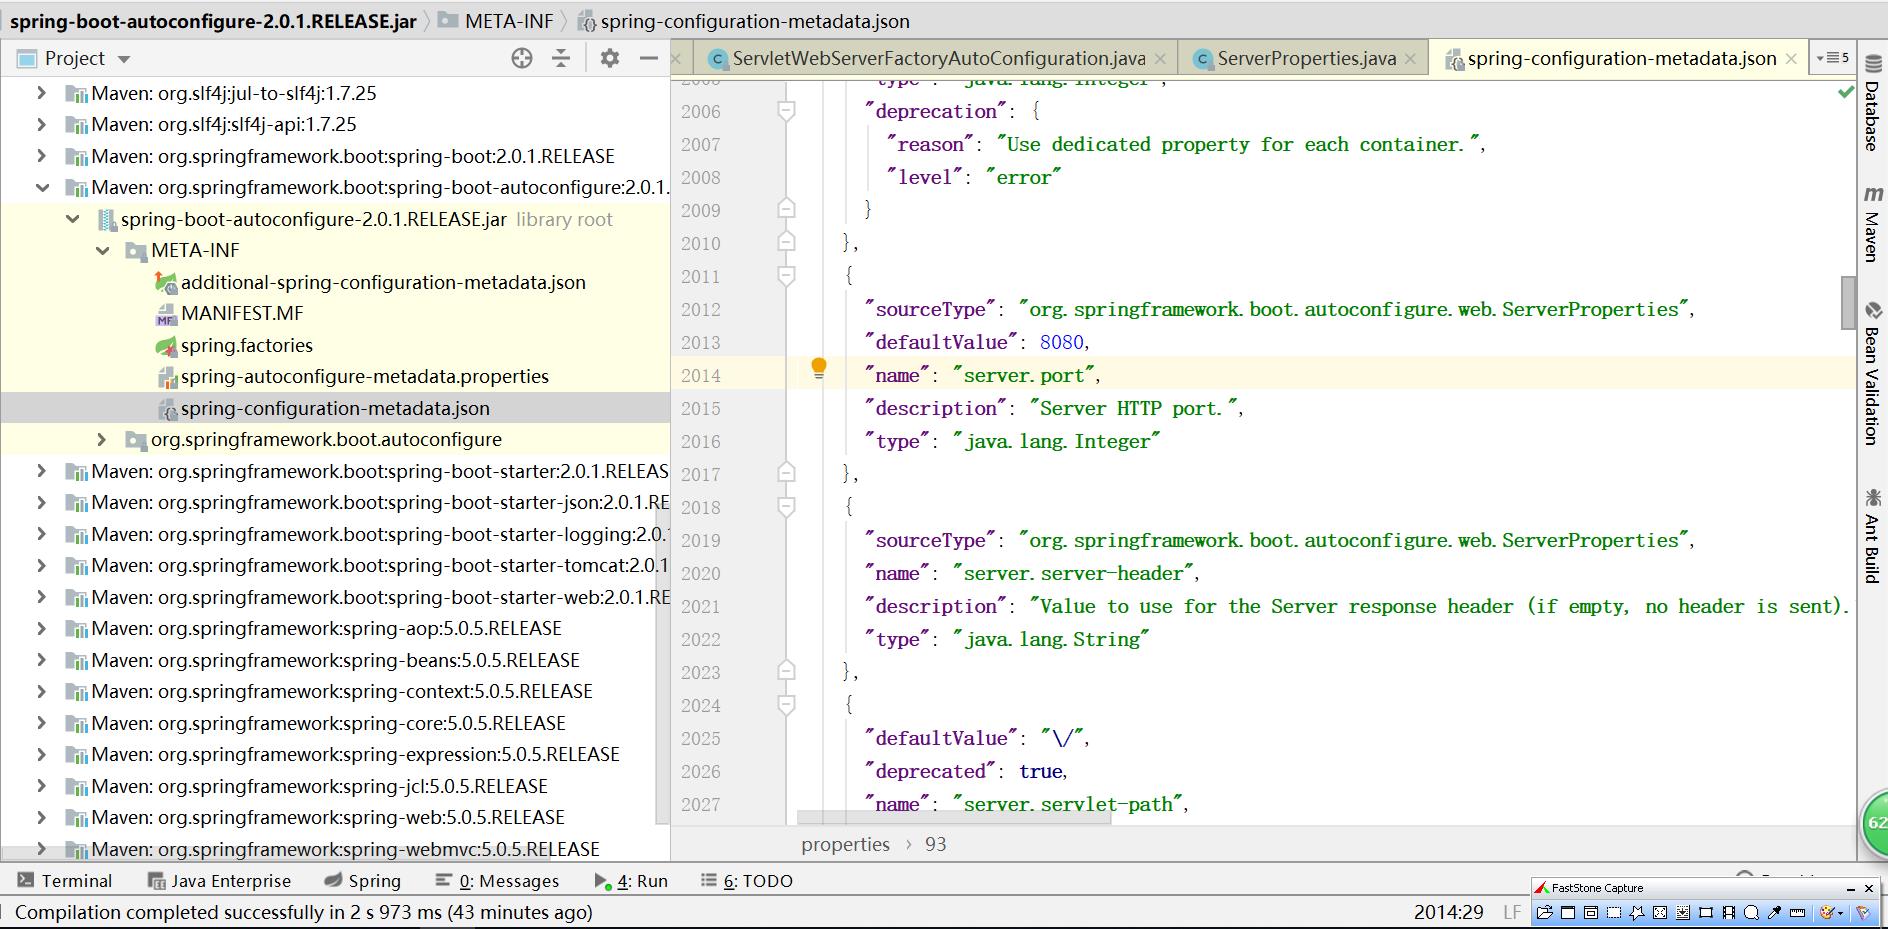 spring-boot-autoconfigure-2.0.1.RELEASE.jar META-INF spring-configuration-metadata.json
Project
ServletWebServerFactoryAutoConfiguration.java
ServerProperties.java
spring-configuration-metadata.json
5
Maven: org.slf4j:jul-to-slf4j:1.7.25
Maven: org.slf4j:slf4j-api:1.7.25
Maven: org.springframework.boot:spring-boot:2.0.1.RELEASE
Maven: org.springframework.boot:spring-boot-autoconfigure:2.0.1.
spring-boot-autoconfigure-2.0.1.RELEASE.jar library root
META-INF
additional-spring-configuration-metadata.json
MANIFEST.MF
spring.factories
spring-autoconfigure-metadata.properties
spring-configuration-metadata.json
org.springframework.boot.autoconfigure
Maven: org.springframework.boot:spring-boot-starter:2.0.1.RELEAS
Maven: org.springframework.boot:spring-boot-starter-json:2.0.1.RE
Maven: org.springframework.boot:spring-boot-starter-logging:2.0.1
Maven: org.springframework.boot:spring-boot-starter-tomcat:2.0.1
Maven: org.springframework.boot:spring-boot-starter-web:2.0.1.RE
Maven: org.springframework:spring-aop:5.0.5.RELEASE
Maven: org.springframework:spring-beans:5.0.5.RELEASE
Maven: org.springframework:spring-context:5.0.5.RELEASE
Maven: org.springframework:spring-core:5.0.5.RELEASE
Maven: org.springframework:spring-expression:5.0.5.RELEASE
Maven: org.springframework:spring-jcl:5.0.5.RELEASE
Maven: org.springframework:spring-web:5.0.5.RELEASE
Maven: org.springframework:spring-webmvc:5.0.5.RELEASE
2005 "type": "java.lang.Integer",
2006 "deprecation": {
2007 "reason": "Use dedicated property for each container.",
2008 "level": "error"
2009 }
2010 },
2011 {
2012 "sourceType": "org.springframework.boot.autoconfigure.web.ServerProperties",
2013 "defaultValue": 8080,
2014 "name": "server.port",
2015 "description": "Server HTTP port.",
2016 "type": "java.lang.Integer"
2017 },
2018 {
2019 "sourceType": "org.springframework.boot.autoconfigure.web.ServerProperties",
2020 "name": "server.server-header",
2021 "description": "Value to use for the Server response header (if empty, no header is sent).
2022 "type": "java.lang.String"
2023 },
2024 {
2025 "defaultValue": "\/",
2026 "deprecated": true,
2027 "name": "server.servlet-path",
properties › 93
Database
Maven
Bean Validation
Ant Build
62
Terminal
Java Enterprise
Spring
0: Messages
4: Run
6: TODO
FastStone Capture
Compilation completed successfully in 2 s 973 ms (43 minutes ago)
2014:29 LF